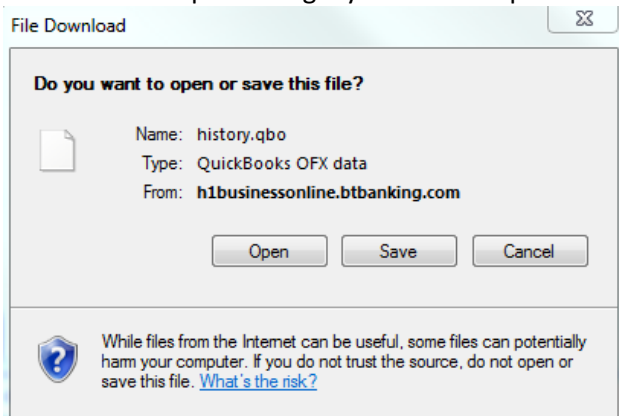 File Download
Do you want to open or save this file?
Name: history.qbo
Type: QuickBooks OFX data
From: h1businessonline.btbanking.com
Open Save Cancel
While files from the Internet can be useful, some files can potentially
harm your computer. If you do not trust the source, do not open or
save this file. What's the risk?